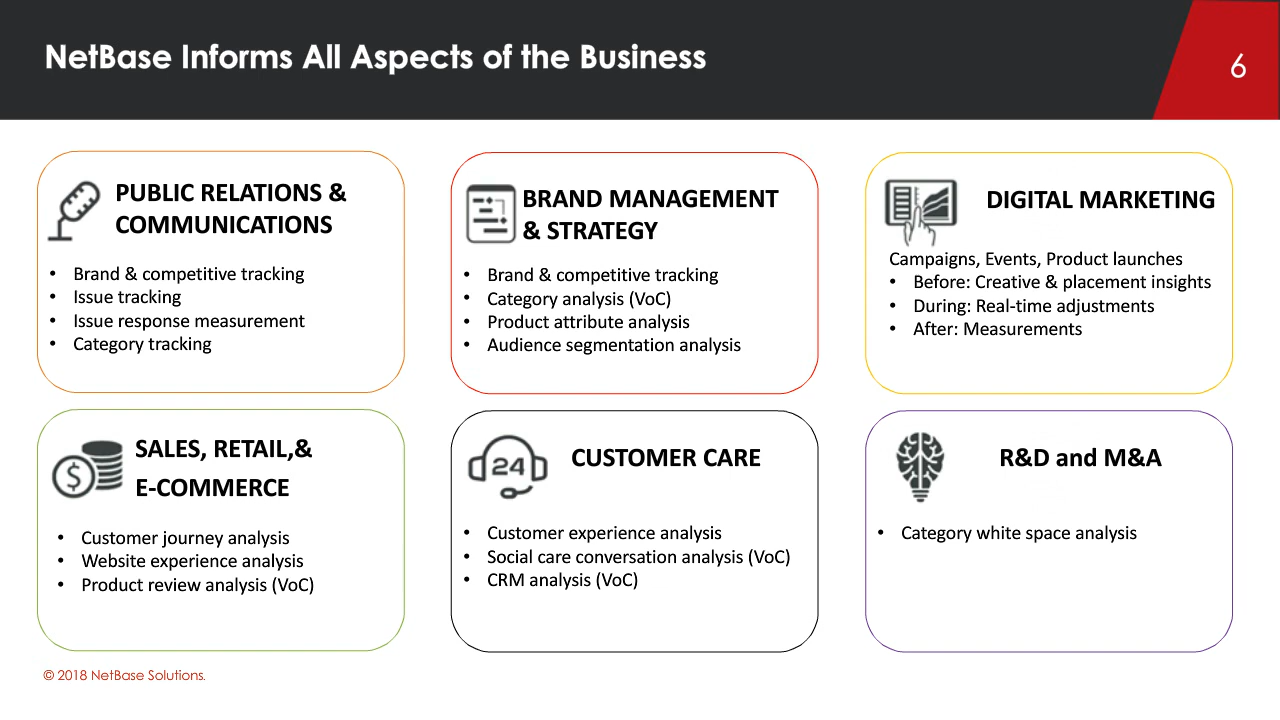 NetBase Informs All Aspects of the Business
6
PUBLIC RELATIONS &
COMMUNICATIONS
• Brand & competitive tracking
• Issue tracking
• Issue response measurement
• Category tracking
BRAND MANAGEMENT
& STRATEGY
• Brand & competitive tracking
• Category analysis (VoC)
• Product attribute analysis
• Audience segmentation analysis
DIGITAL MARKETING
Campaigns, Events, Product launches
• Before: Creative & placement insights
• During: Real-time adjustments
• After: Measurements
SALES, RETAIL,&
E-COMMERCE
• Customer journey analysis
• Website experience analysis
• Product review analysis (VoC)
24
CUSTOMER CARE
• Customer experience analysis
• Social care conversation analysis (VoC)
• CRM analysis (VoC)
R&D and M&A
• Category white space analysis
© 2018 NetBase Solutions.